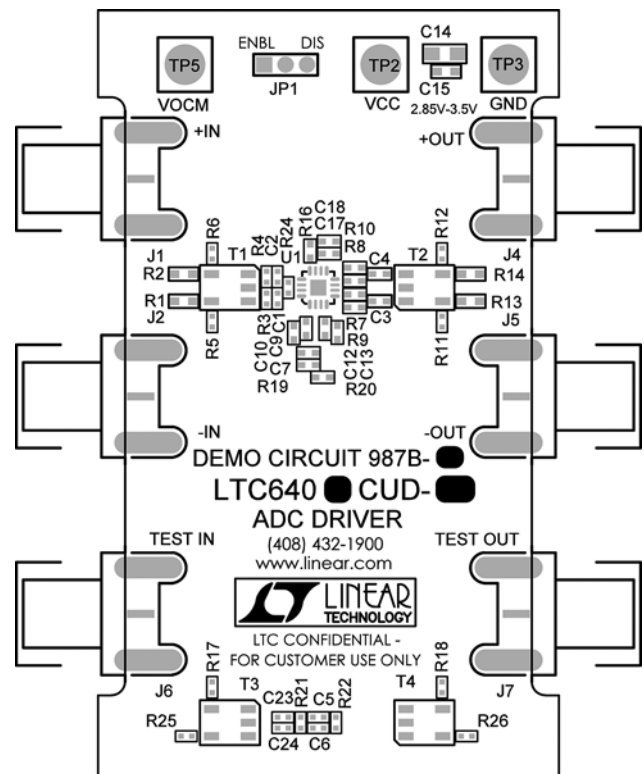 ENBL DIS C14
TP5 TP2 TP3
JP1 C15
VOCM VCC 2.85V-3.5V GND
+IN +OUT
R6 R4 C2 R24 R16 C18 C17 R10 R8 R12
J1 T1 U1 C4 T2 J4
R2 R14
R1 R13
J2 R5 R3 C1 C3 R11 J5
C10 C9 R7 R9
C7 C12 C13
R19 R20
-IN -OUT
DEMO CIRCUIT 987B-
LTC640 CUD-
ADC DRIVER
TEST IN (408) 432-1900 TEST OUT
www.linear.com
LINEAR
TECHNOLOGY
LTC CONFIDENTIAL -
FOR CUSTOMER USE ONLY
R17 R18
J6 T3 C23 R21 C5 R22 T4 J7
R25 C24 C6 R26